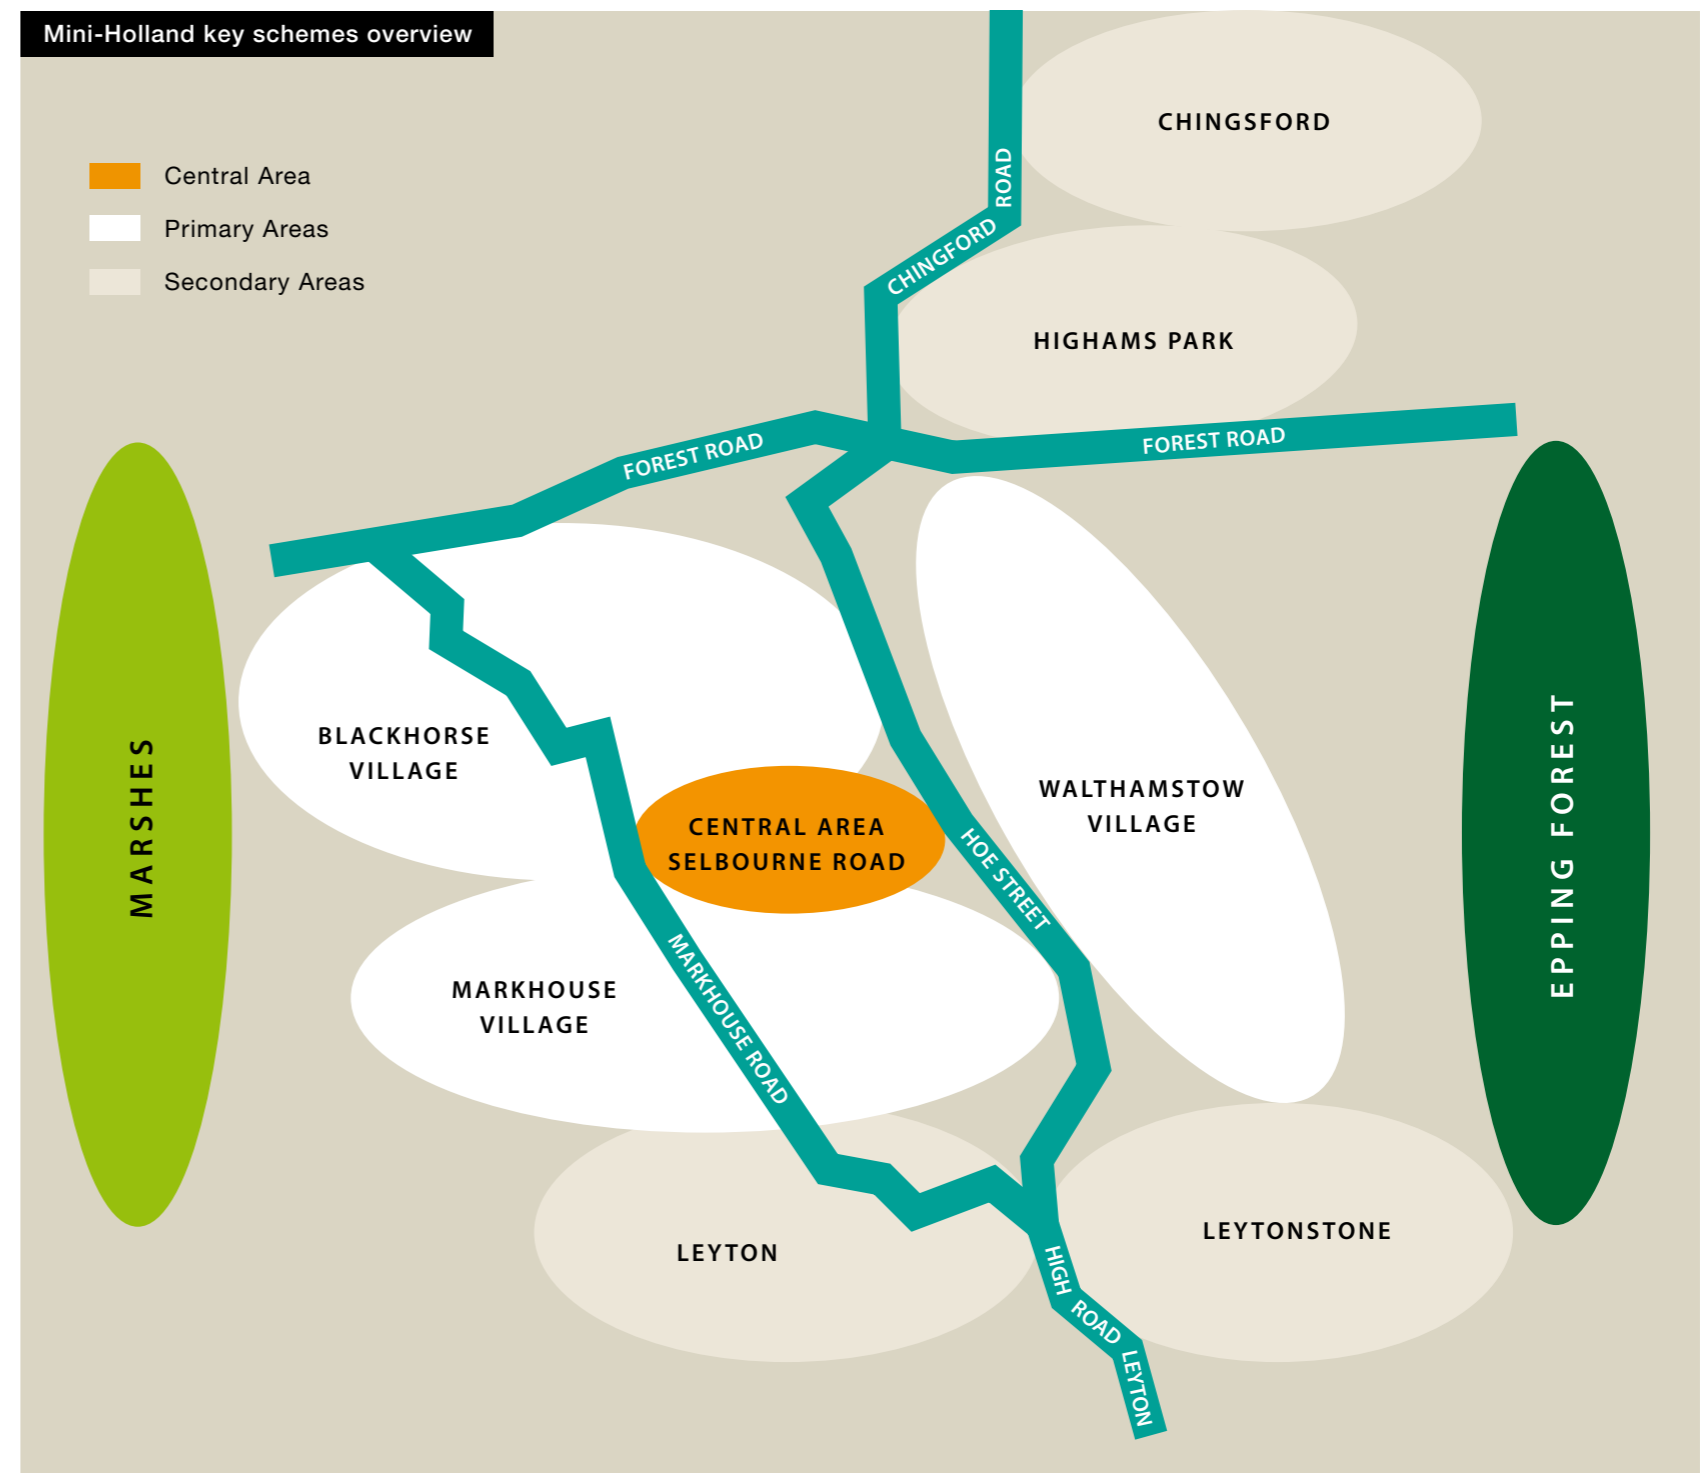 Mini-Holland key schemes overview
Central Area
Primary Areas
Secondary Areas
CHINGSFORD
CHINGFORD ROAD
HIGHAMS PARK
FOREST ROAD
FOREST ROAD
MARSHES
BLACKHORSE
VILLAGE
CENTRAL AREA
SELBOURNE ROAD
HOE STREET
WALTHAMSTOW
VILLAGE
EPPING FOREST
MARKHOUSE
VILLAGE
MARKHOUSE ROAD
LEYTON
LEYTONSTONE
HIGH ROAD LEYTON